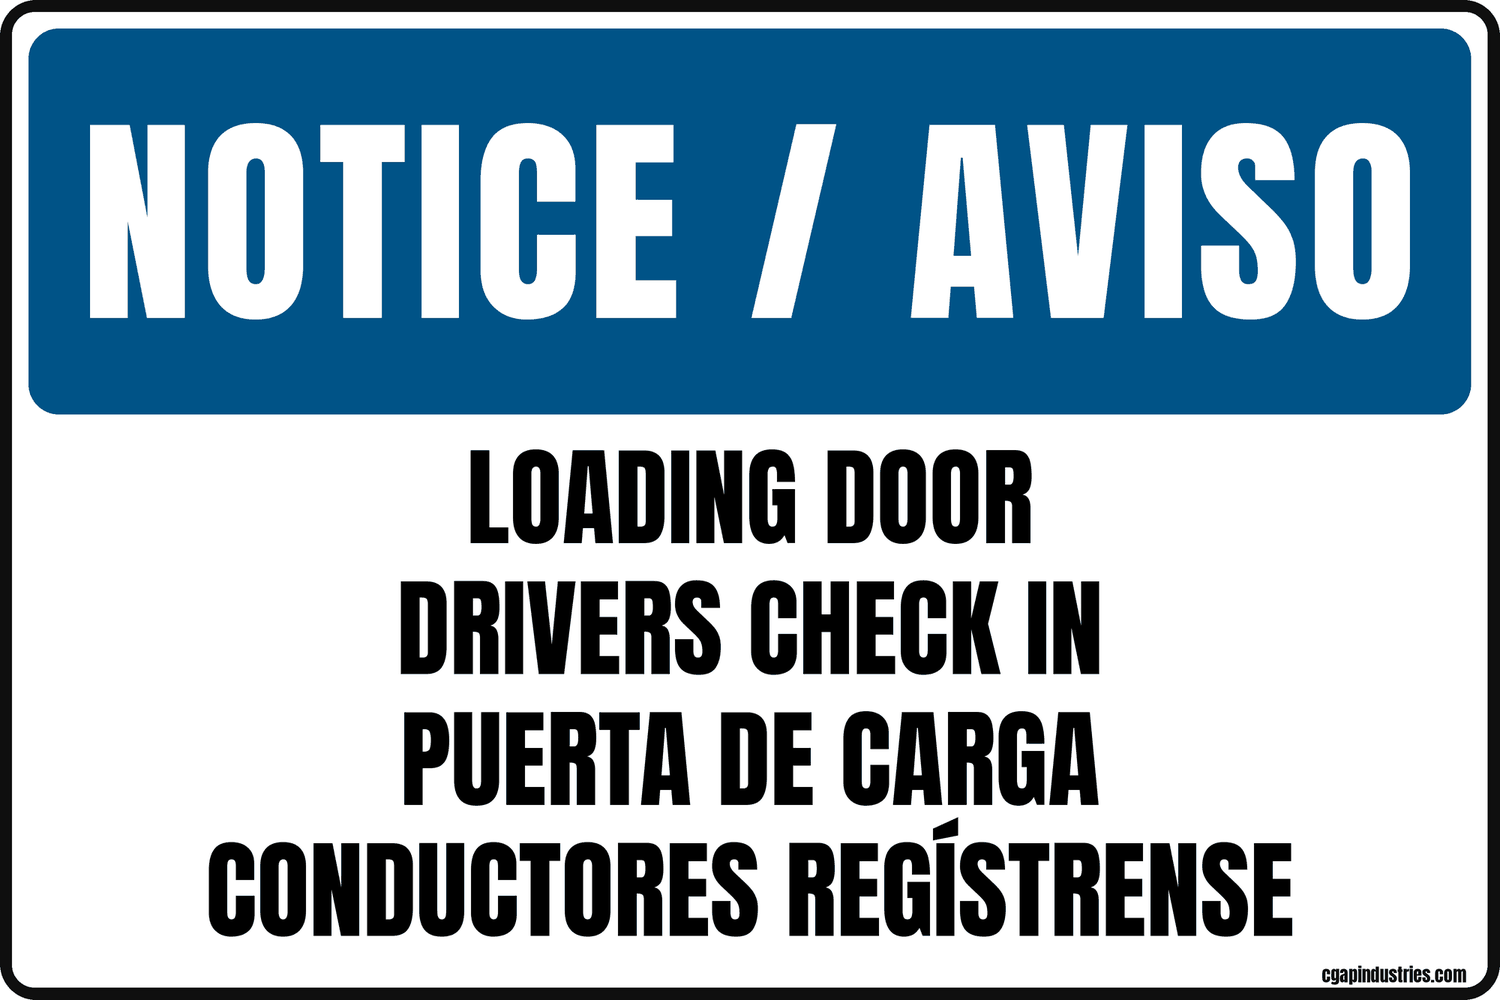 NOTICE / AVISO
LOADING DOOR
DRIVERS CHECK IN
PUERTA DE CARGA
CONDUCTORES REGÍSTRENSE
cgapindustries.com